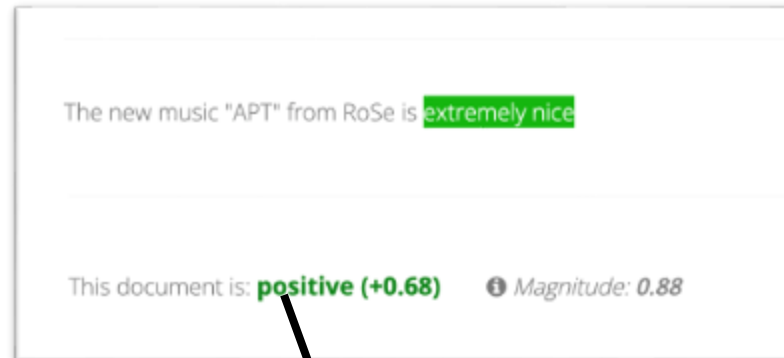 The new music "APT" from RoSe is extremely nice
This document is: positive (+0.68) Magnitude: 0.88